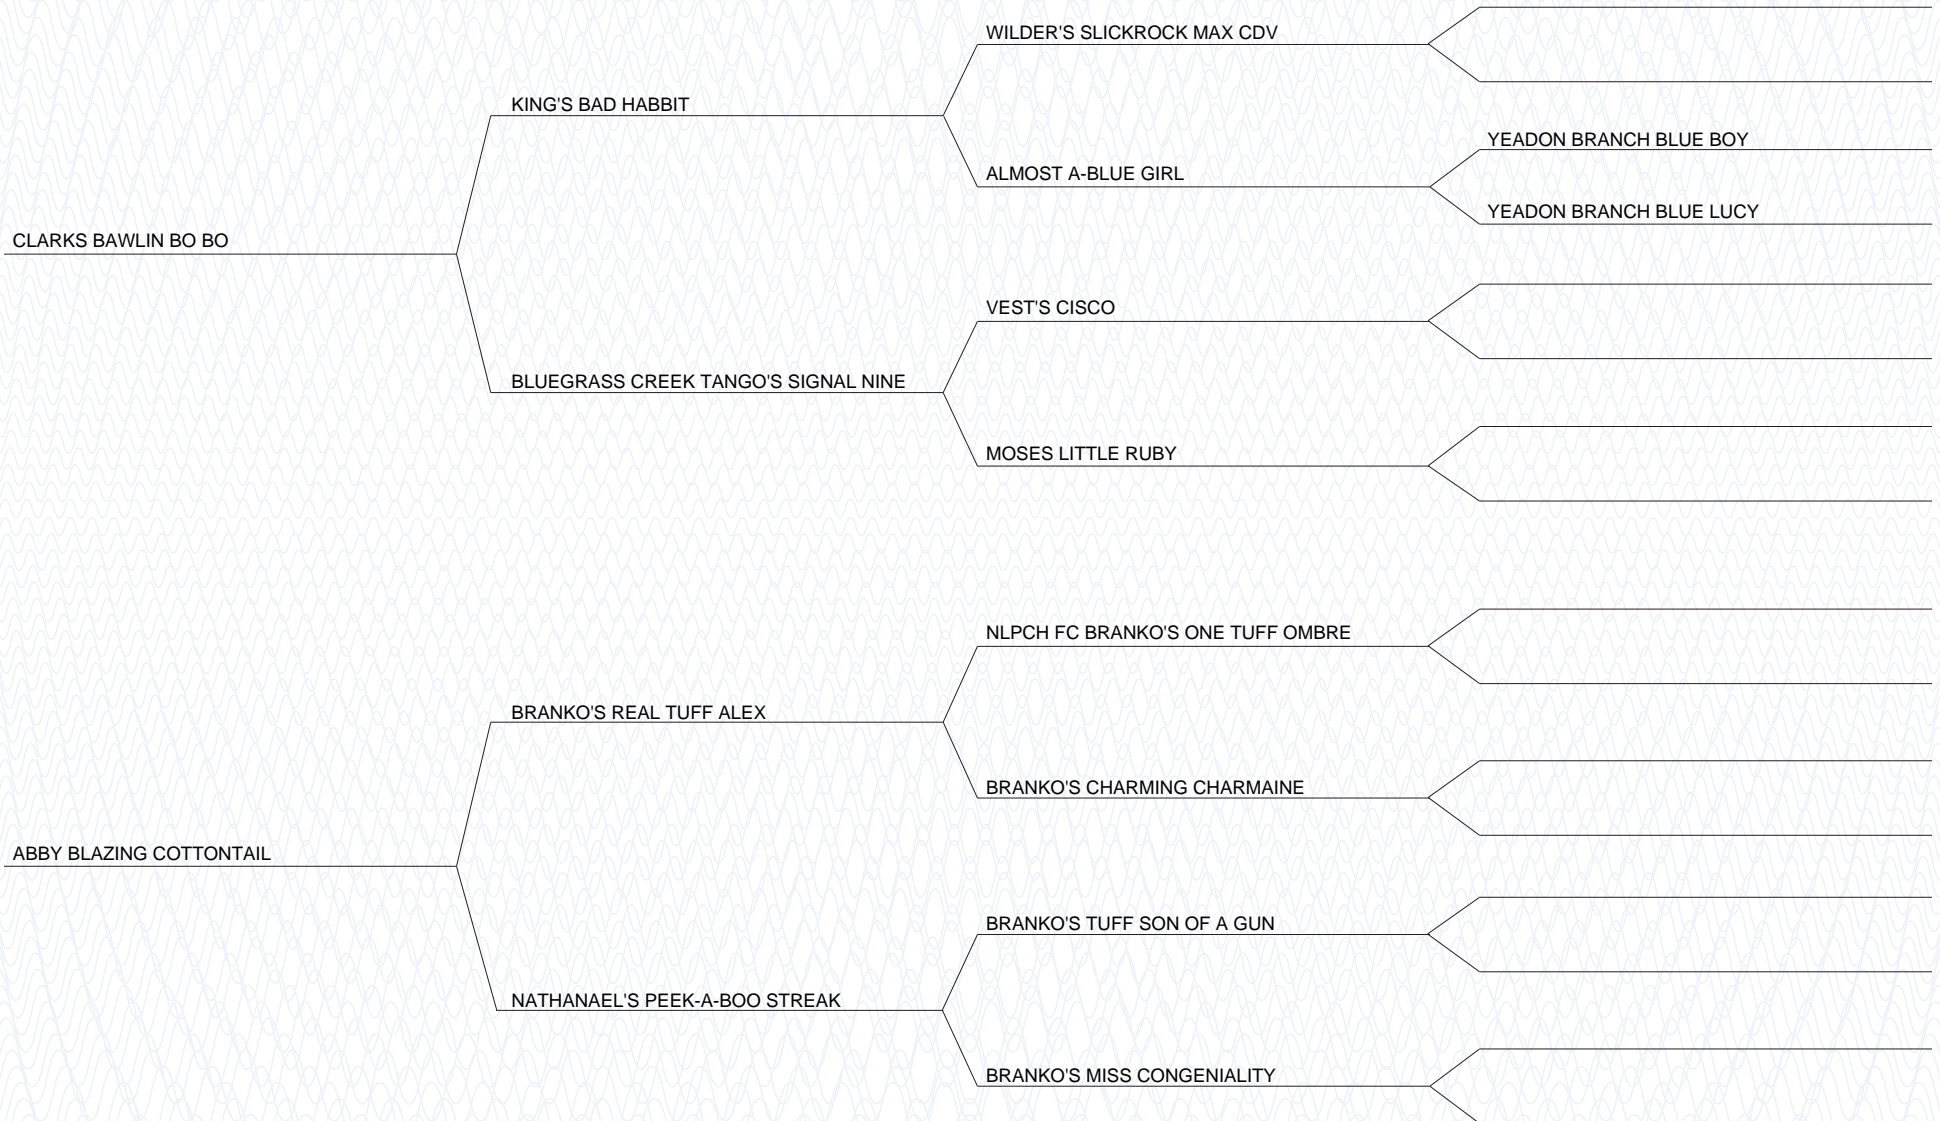 WILDER'S SLICKROCK MAX CDV
KING'S BAD HABBIT
YEADON BRANCH BLUE BOY
ALMOST A-BLUE GIRL
YEADON BRANCH BLUE LUCY
CLARKS BAWLIN BO BO
VEST'S CISCO
BLUEGRASS CREEK TANGO'S SIGNAL NINE
MOSES LITTLE RUBY
NLPCH FC BRANKO'S ONE TUFF OMBRE
BRANKO'S REAL TUFF ALEX
BRANKO'S CHARMING CHARMAINE
ABBY BLAZING COTTONTAIL
BRANKO'S TUFF SON OF A GUN
NATHANAEL'S PEEK-A-BOO STREAK
BRANKO'S MISS CONGENIALITY